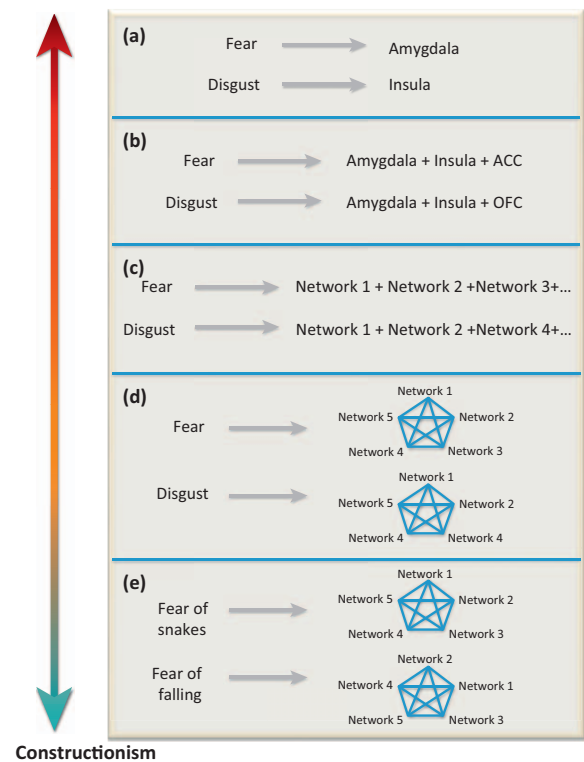 (a)
Fear
Amygdala
Disgust
Insula
(b)
Fear
Amygdala + Insula + ACC
Disgust
Amygdala + Insula + OFC
(c)
Fear
Network 1 + Network 2 +Network 3+...
Disgust
Network 1 + Network 2 +Network 4+...
(d)
Fear
Network 1
Network 5
Network 2
Network 4
Network 3
Disgust
Network 1
Network 5
Network 2
Network 4
Network 4
(e)
Fear of
snakes
Network 1
Network 5
Network 2
Network 4
Network 3
Fear of
falling
Network 2
Network 4
Network 1
Network 5
Network 3
Constructionism